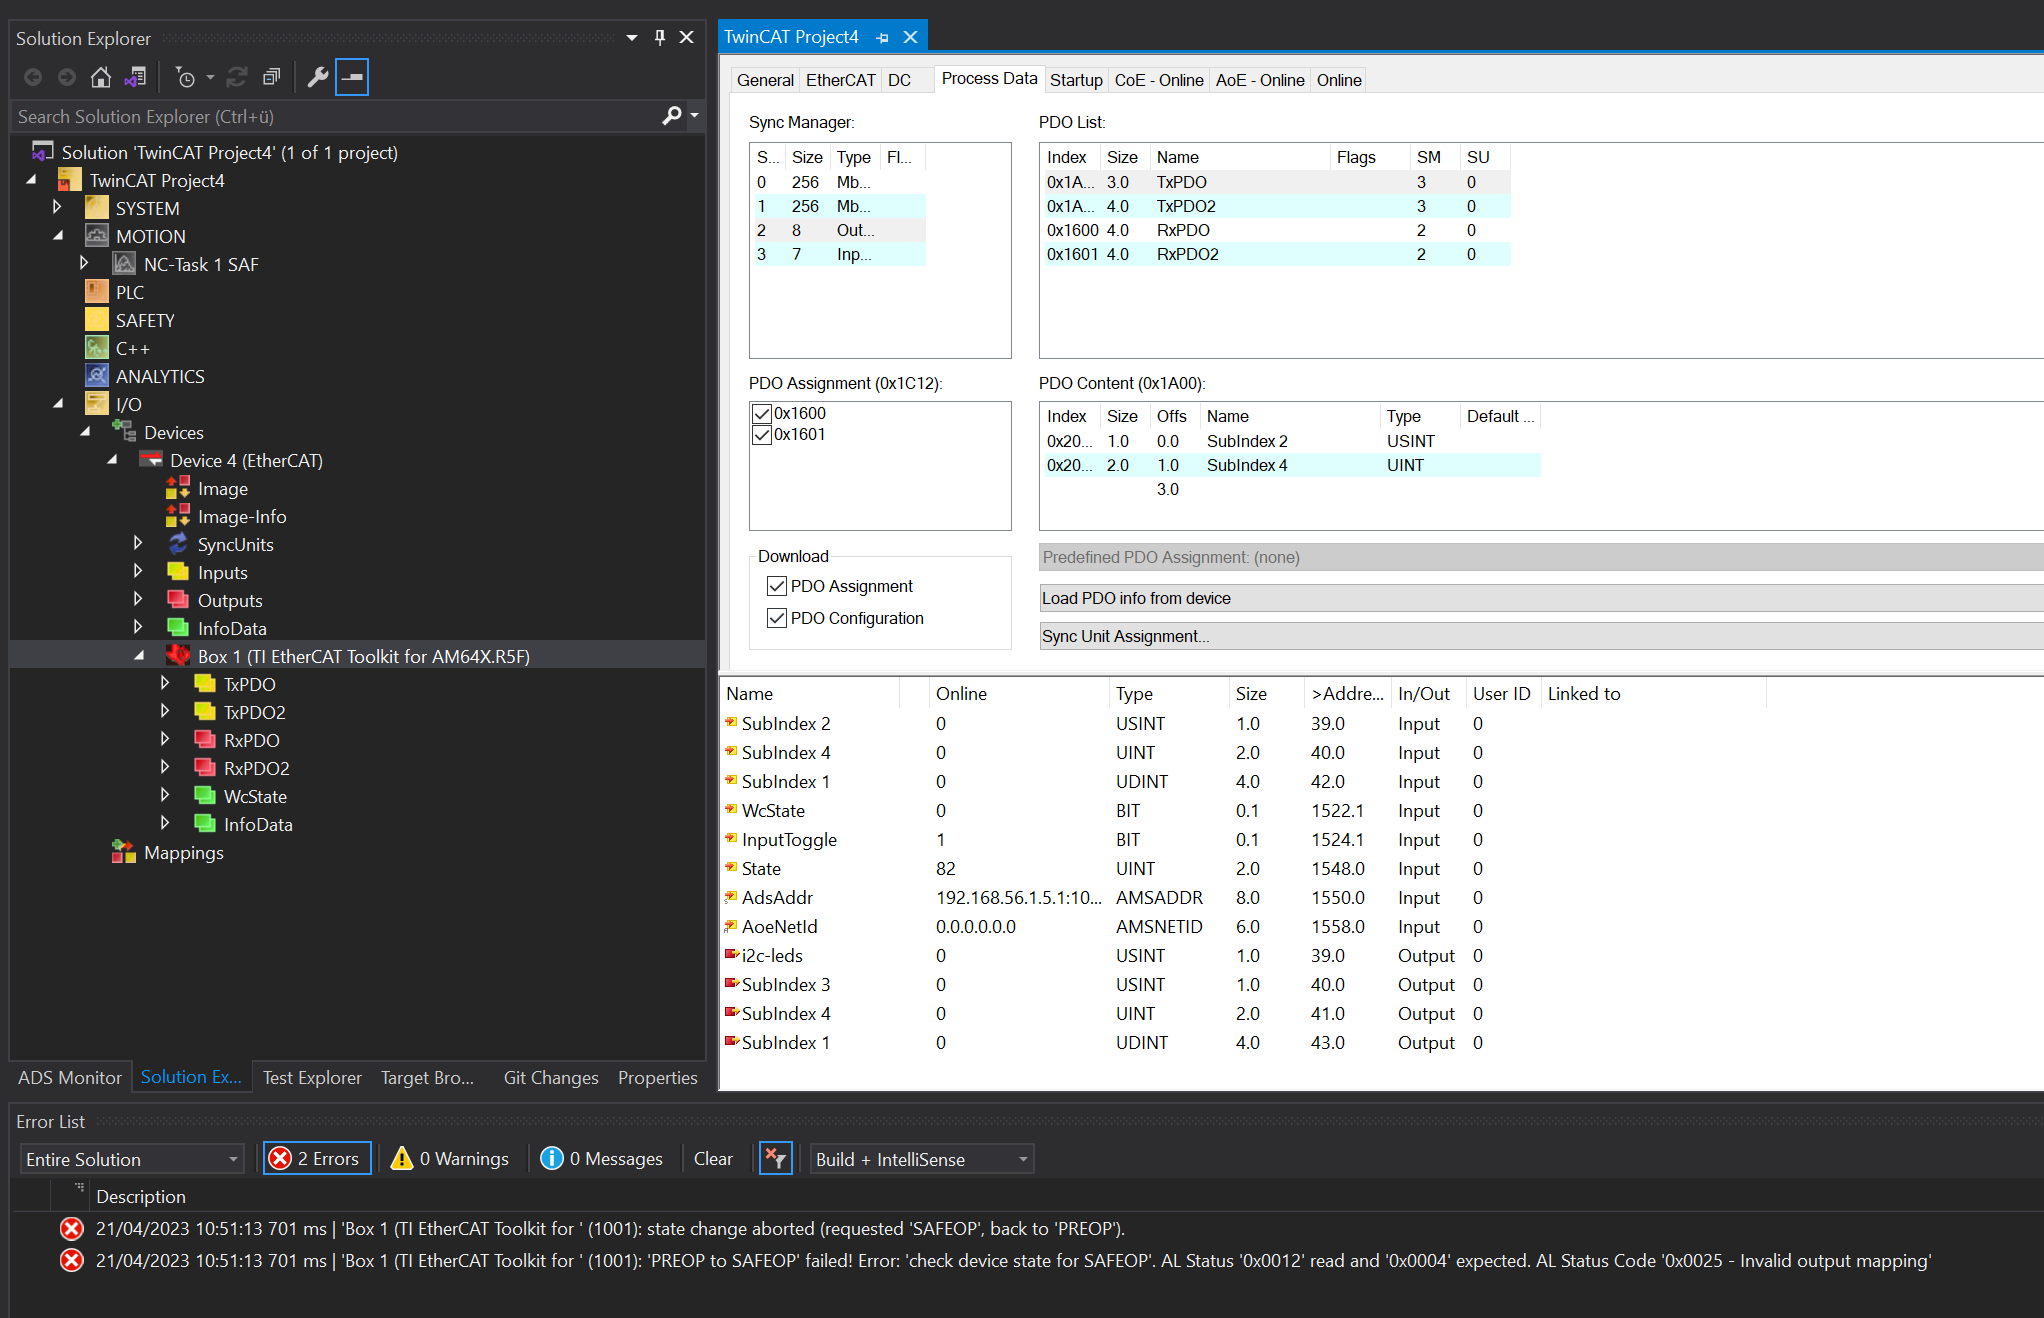 Solution Explorer
Search Solution Explorer (Ctrl+ü)
Solution 'TwinCAT Project4' (1 of 1 project)
TwinCAT Project4
SYSTEM
MOTION
NC-Task 1 SAF
PLC
SAFETY
C++
ANALYTICS
I/O
Devices
Device 4 (EtherCAT)
Image
Image-Info
SyncUnits
Inputs
Outputs
InfoData
Box 1 (TI EtherCAT Toolkit for AM64X.R5F)
TxPDO
TxPDO2
RxPDO
RxPDO2
WcState
InfoData
Mappings
ADS Monitor Solution Ex... Test Explorer Target Bro... Git Changes Properties
TwinCAT Project4
General EtherCAT DC Process Data Startup CoE - Online AoE - Online Online
Sync Manager:
S... Size Type Fl...
0 256 Mb...
1 256 Mb...
2 8 Out...
3 7 Inp...
PDO List:
Index Size Name Flags SM SU
0x1A... 3.0 TxPDO 3 0
0x1A... 4.0 TxPDO2 3 0
0x1600 4.0 RxPDO 2 0
0x1601 4.0 RxPDO2 2 0
PDO Assignment (0x1C12):
0x1600
0x1601
PDO Content (0x1A00):
Index Size Offs Name Type Default ...
0x20... 1.0 0.0 SubIndex 2 USINT
0x20... 2.0 1.0 SubIndex 4 UINT
3.0
Download
PDO Assignment
PDO Configuration
Predefined PDO Assignment: (none)
Load PDO info from device
Sync Unit Assignment...
Name Online Type Size >Addre... In/Out User ID Linked to
SubIndex 2 0 USINT 1.0 39.0 Input 0
SubIndex 4 0 UINT 2.0 40.0 Input 0
SubIndex 1 0 UDINT 4.0 42.0 Input 0
WcState 0 BIT 0.1 1522.1 Input 0
InputToggle 1 BIT 0.1 1524.1 Input 0
State 82 UINT 2.0 1548.0 Input 0
AdsAddr 192.168.56.1.5.1:10... AMSADDR 8.0 1550.0 Input 0
AoeNetId 0.0.0.0.0.0 AMSNETID 6.0 1558.0 Input 0
i2c-leds 0 USINT 1.0 39.0 Output 0
SubIndex 3 0 USINT 1.0 40.0 Output 0
SubIndex 4 0 UINT 2.0 41.0 Output 0
SubIndex 1 0 UDINT 4.0 43.0 Output 0
Error List
Entire Solution 2 Errors 0 Warnings 0 Messages Clear Build + IntelliSense
Description
21/04/2023 10:51:13 701 ms | 'Box 1 (TI EtherCAT Toolkit for ' (1001): state change aborted (requested 'SAFEOP', back to 'PREOP').
21/04/2023 10:51:13 701 ms | 'Box 1 (TI EtherCAT Toolkit for ' (1001): 'PREOP to SAFEOP' failed! Error: 'check device state for SAFEOP'. AL Status '0x0012' read and '0x0004' expected. AL Status Code '0x0025 - Invalid output mapping'